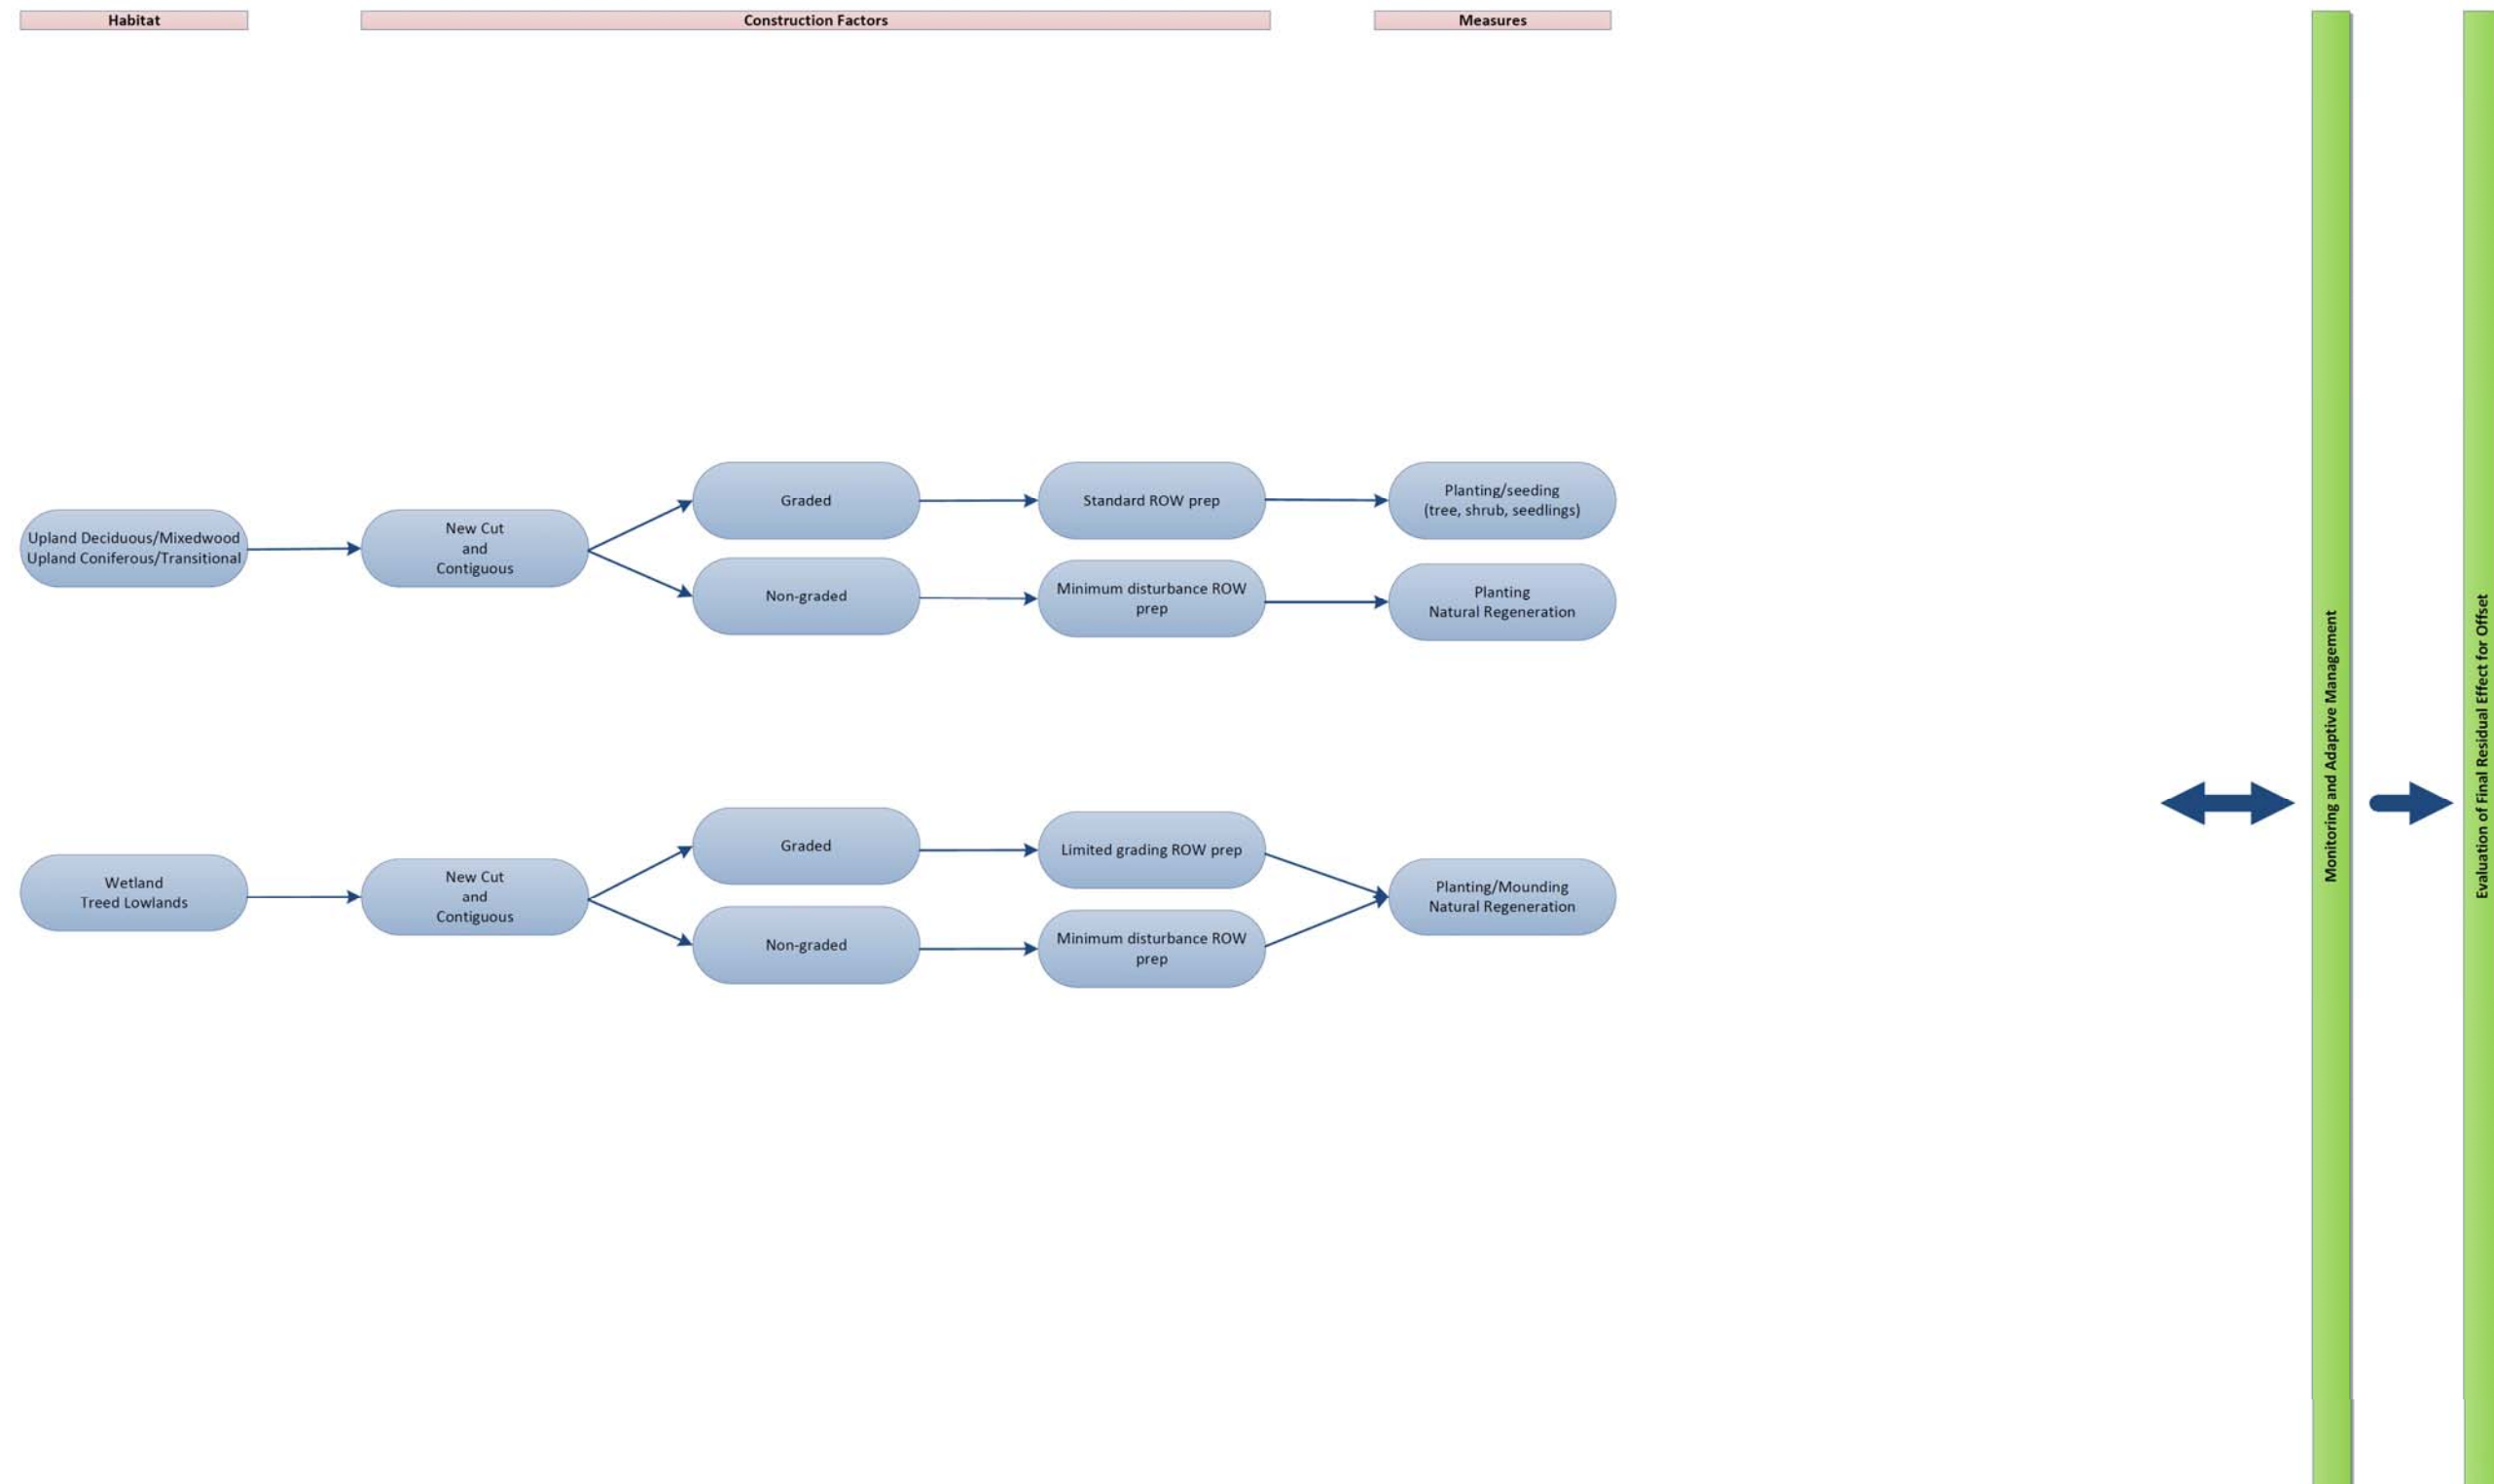 Habitat
Construction Factors
Measures
Upland Deciduous/Mixedwood
Upland Coniferous/Transitional
New Cut
and
Contiguous
Graded
Standard ROW prep
Planting/seeding
(tree, shrub, seedlings)
Non-graded
Minimum disturbance ROW
prep
Planting
Natural Regeneration
Wetland
Treed Lowlands
New Cut
and
Contiguous
Graded
Limited grading ROW prep
Non-graded
Minimum disturbance ROW
prep
Planting/Mounding
Natural Regeneration
Monitoring and Adaptive Management
Evaluation of Final Residual Effect for Offset